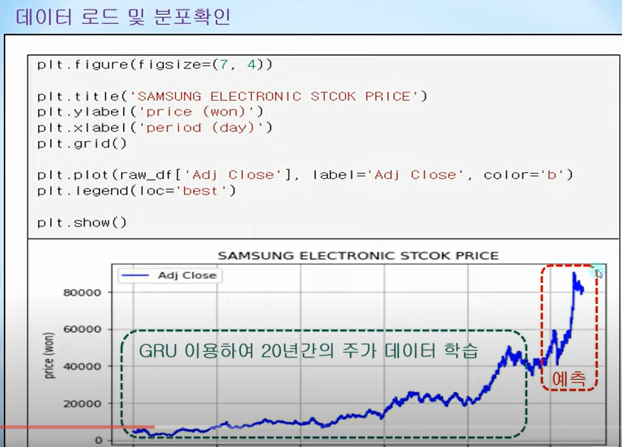 데이터 로드 및 분포확인
plt.figure(figsize=(7, 4))
plt.title('SAMSUNG ELECTRONIC STCOK PRICE')
plt.ylabel('price (won)')
plt.xlabel('period (day)')
plt.grid()
plt.plot(raw_df['Adj Close'], label='Adj Close', color='b')
plt.legend(loc='best')
plt.show()
SAMSUNG ELECTRONIC STCOK PRICE
Adj Close
80000
60000
GRU 이용하여 20년간의 주가 데이터 학습
price (won)
40000
예측
20000
0